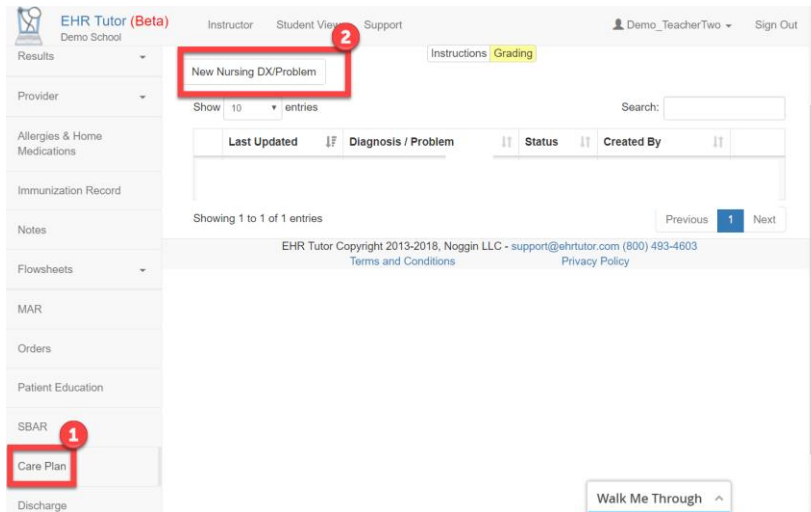 EHR Tutor (Beta)
Demo School
Instructor Student View Support Demo_TeacherTwo Sign Out
2
Results
Provider
Allergies & Home
Medications
Immunization Record
Notes
Flowsheets
MAR
Orders
Patient Education
SBAR
1
Care Plan
Discharge
Instructions Grading
New Nursing DX/Problem
Show 10 entries Search:
Last Updated Diagnosis / Problem Status Created By
Showing 1 to 1 of 1 entries Previous 1 Next
EHR Tutor Copyright 2013-2018, Noggin LLC - support@ehrtutor.com (800) 493-4603
Terms and Conditions Privacy Policy
Walk Me Through